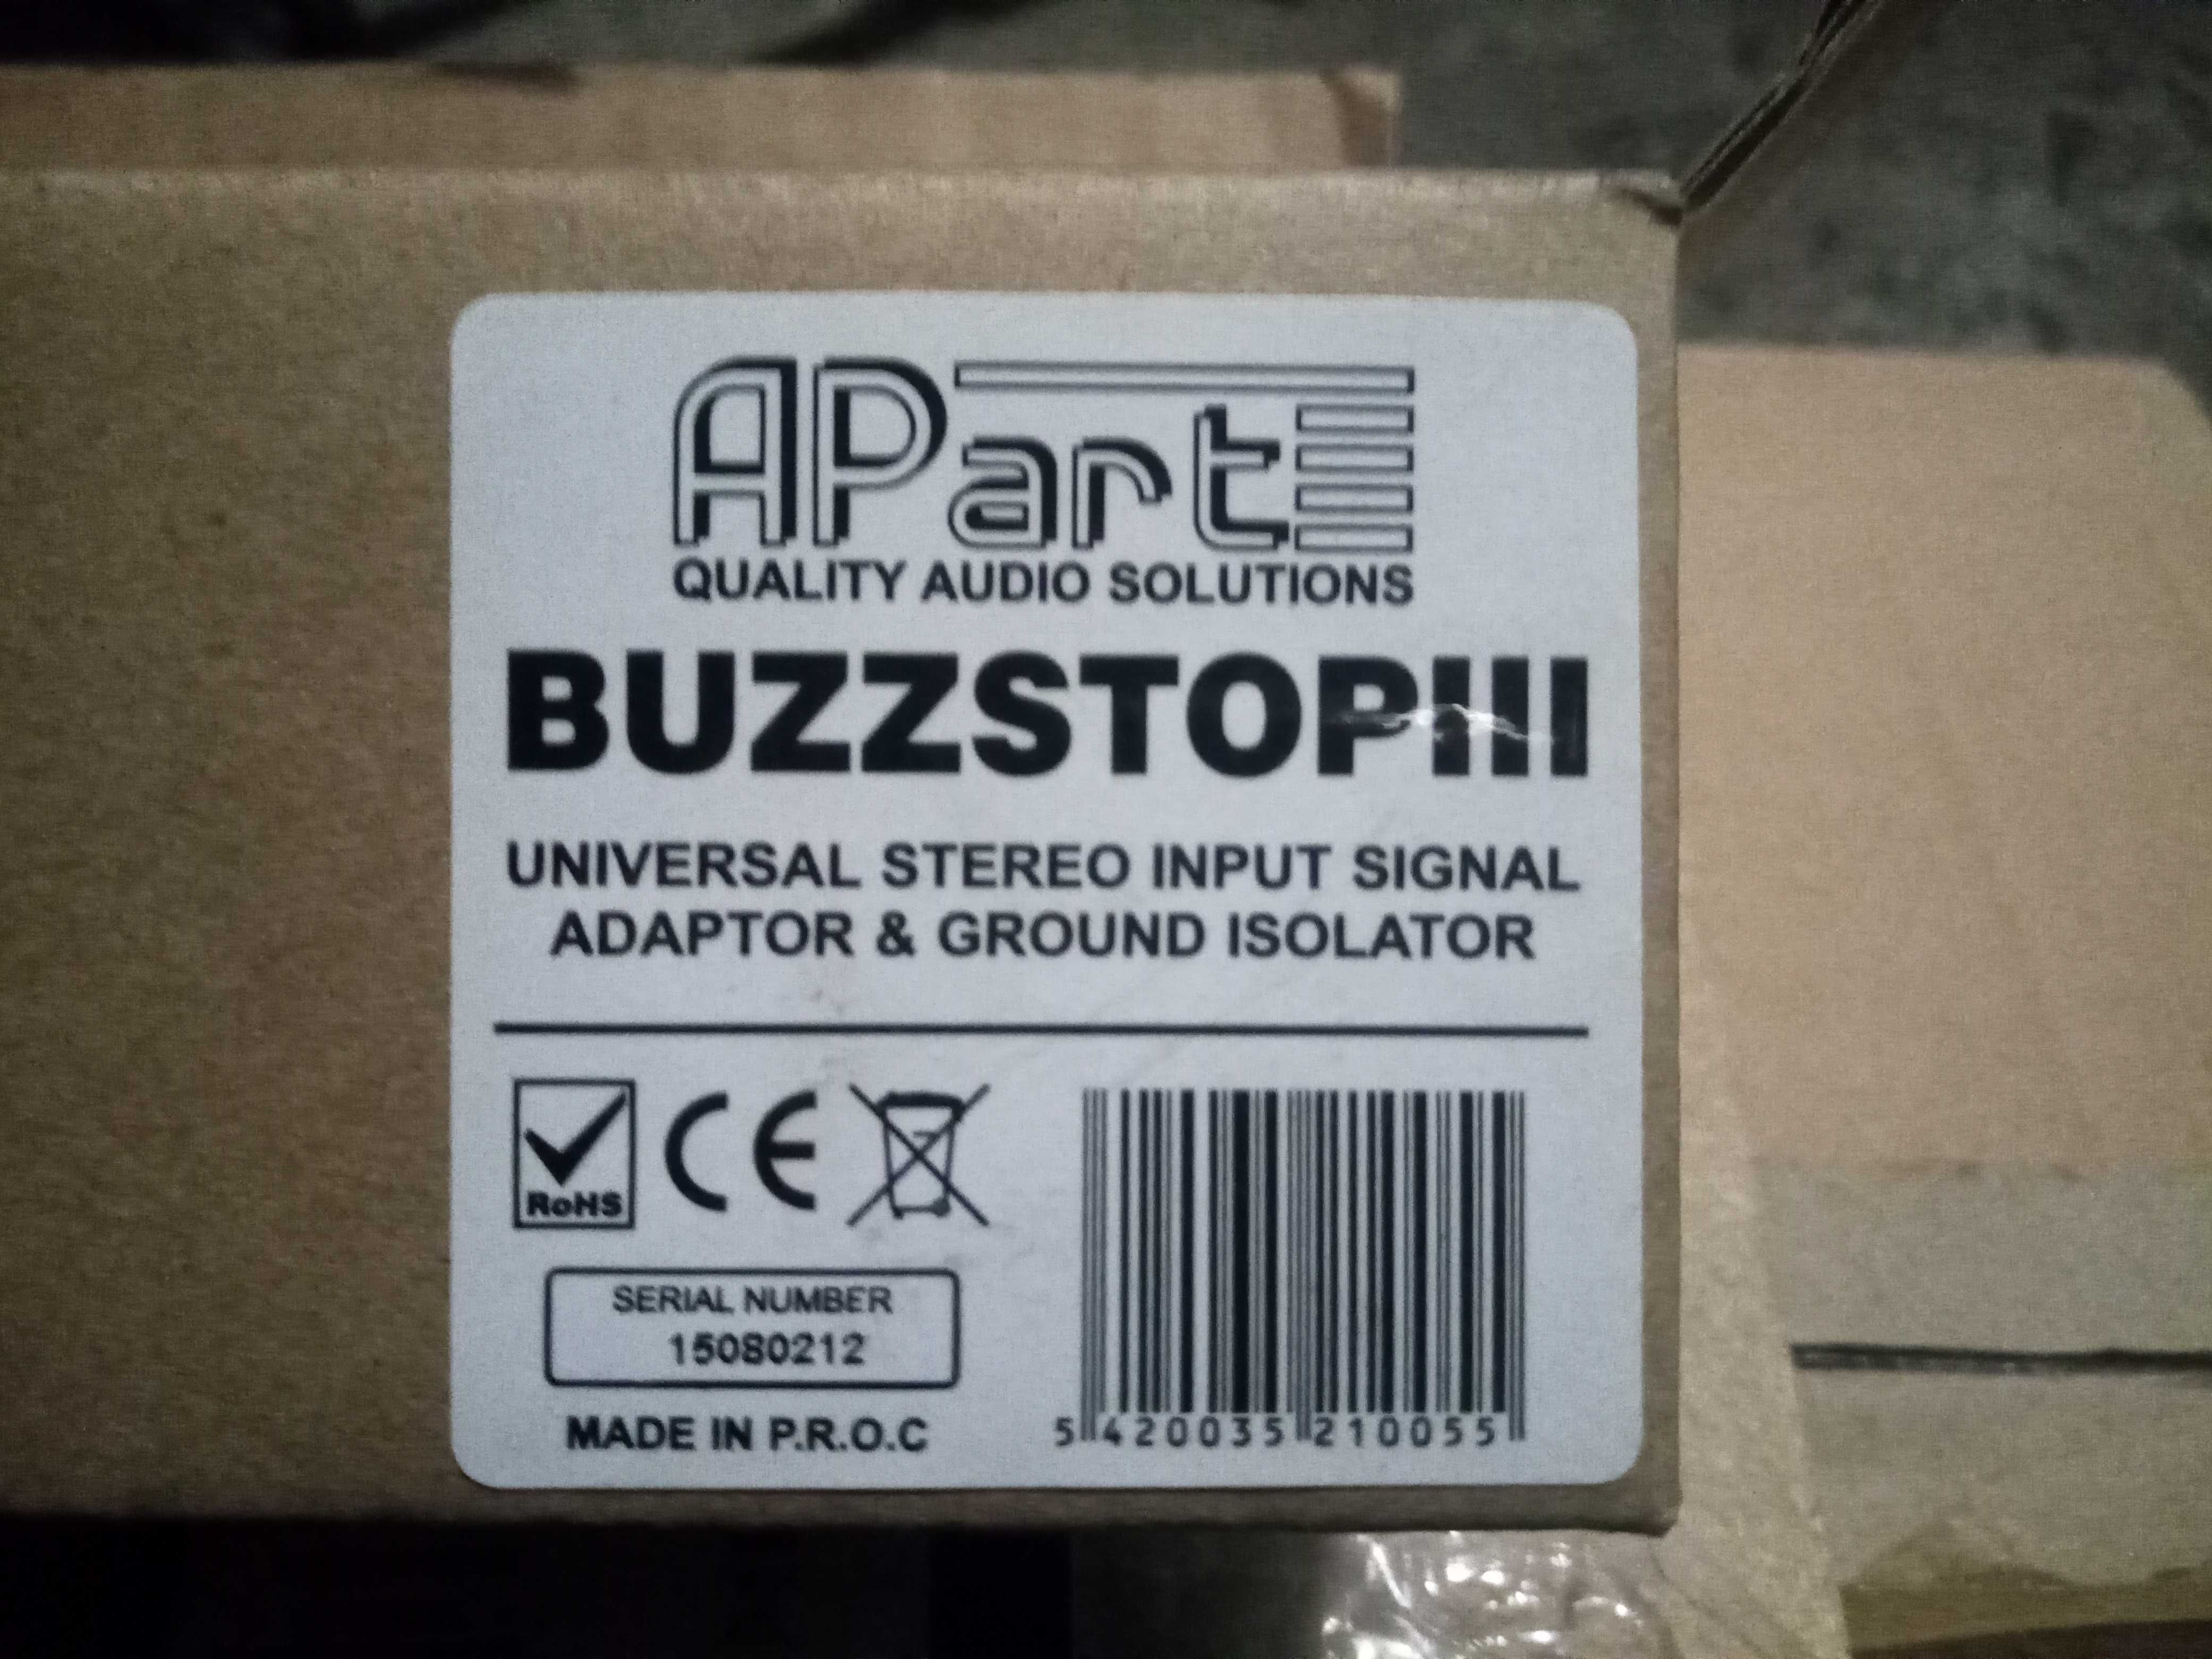 APart
QUALITY AUDIO SOLUTIONS
BUZZSTOPIII
UNIVERSAL STEREO INPUT SIGNAL
ADAPTOR & GROUND ISOLATOR
RoHS
CE
SERIAL NUMBER
15080212
MADE IN P.R.O.C
5 420035 210055